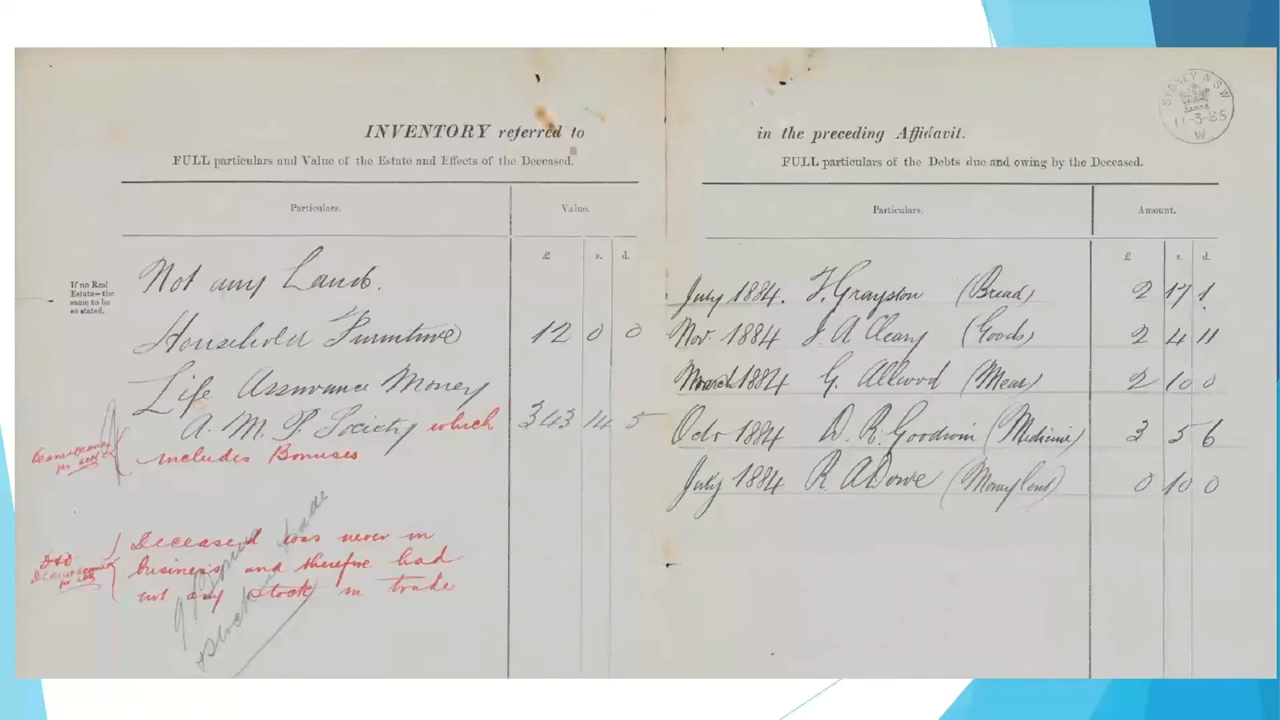 INVENTORY referred to
FULL particulars and Value of the Estate and Effects of the Deceased.
Particulars. Value.
£ s. d.
If no Real
Estate—the
same to be
so stated.
Not any Land.
Household Furniture 12 0 0
Life Assurance Money
A. M. P. Society which 343 14 5
includes Bonuses
Deceased was never in
business and therefore had
not any stock in trade
in the preceding Affidavit.
FULL particulars of the Debts due and owing by the Deceased.
Particulars. Amount.
£ s. d.
July 1884. F. Grayston (Bread) 2 17 1
Nov. 1884 J. A Cleary (Goods) 2 4 11
March 1884 G. Allwood (Meat) 2 10 0
Octr 1884 D. R. Goodwin (Medicine) 3 5 6
July 1884 R. A Dowe (Money lent) 0 10 0
SYDNEY N.S.W
11-3-85
W